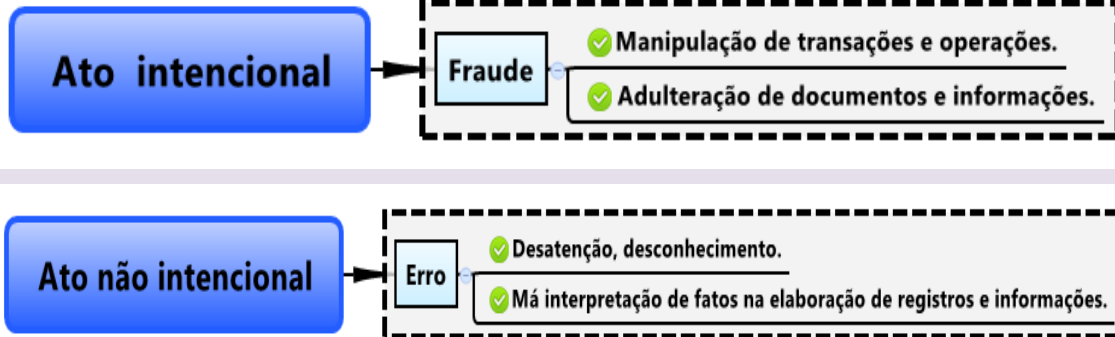 Ato intencional
Fraude
Manipulação de transações e operações.
Adulteração de documentos e informações.
Ato não intencional
Erro
Desatenção, desconhecimento.
Má interpretação de fatos na elaboração de registros e informações.